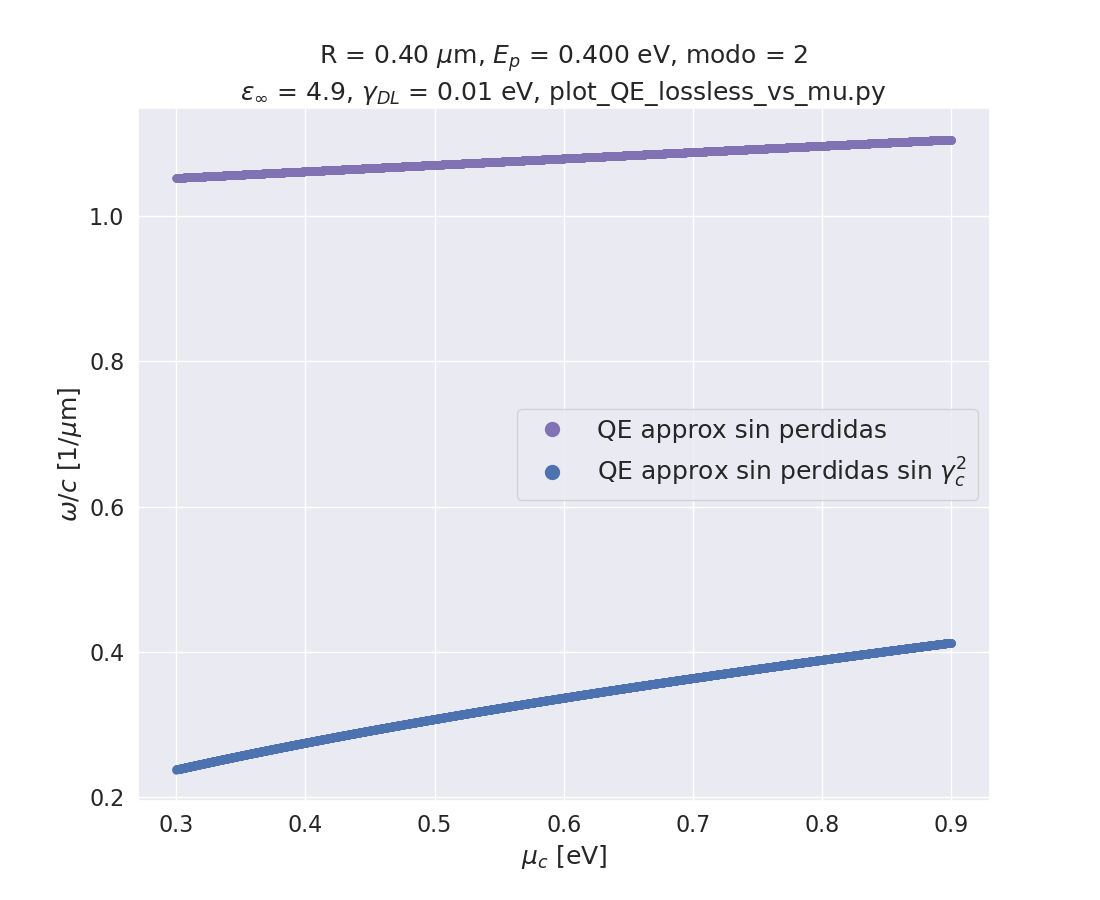 R = 0.40 μm, E_p = 0.400 eV, modo = 2
ε_∞ = 4.9, γ_DL = 0.01 eV, plot_QE_lossless_vs_mu.py
1.0
0.8
0.6
0.4
0.2
ω/c [1/μm]
QE approx sin perdidas
QE approx sin perdidas sin γ_c^2
0.3 0.4 0.5 0.6 0.7 0.8 0.9
μ_c [eV]